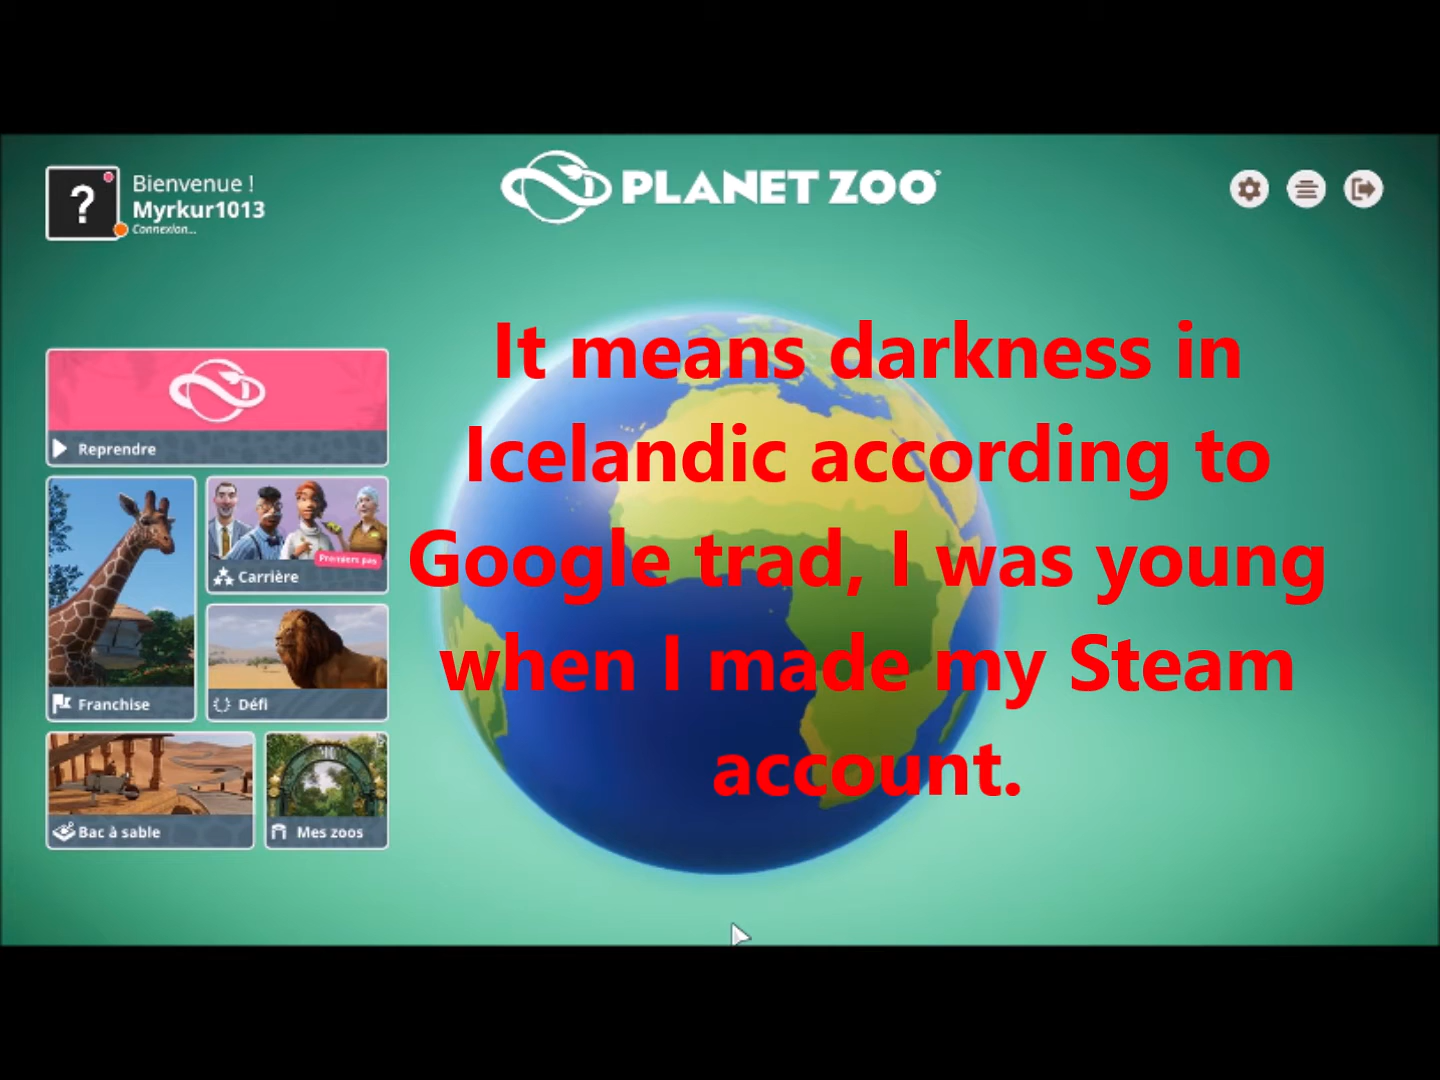 ?
Bienvenue !
Myrkur1013
Connexion...
PLANET ZOO
It means darkness in
Icelandic according to
Google trad, I was young
when I made my Steam
account.
Reprendre
Premiers pas
Carrière
Franchise
Défi
Bac à sable
Mes zoos